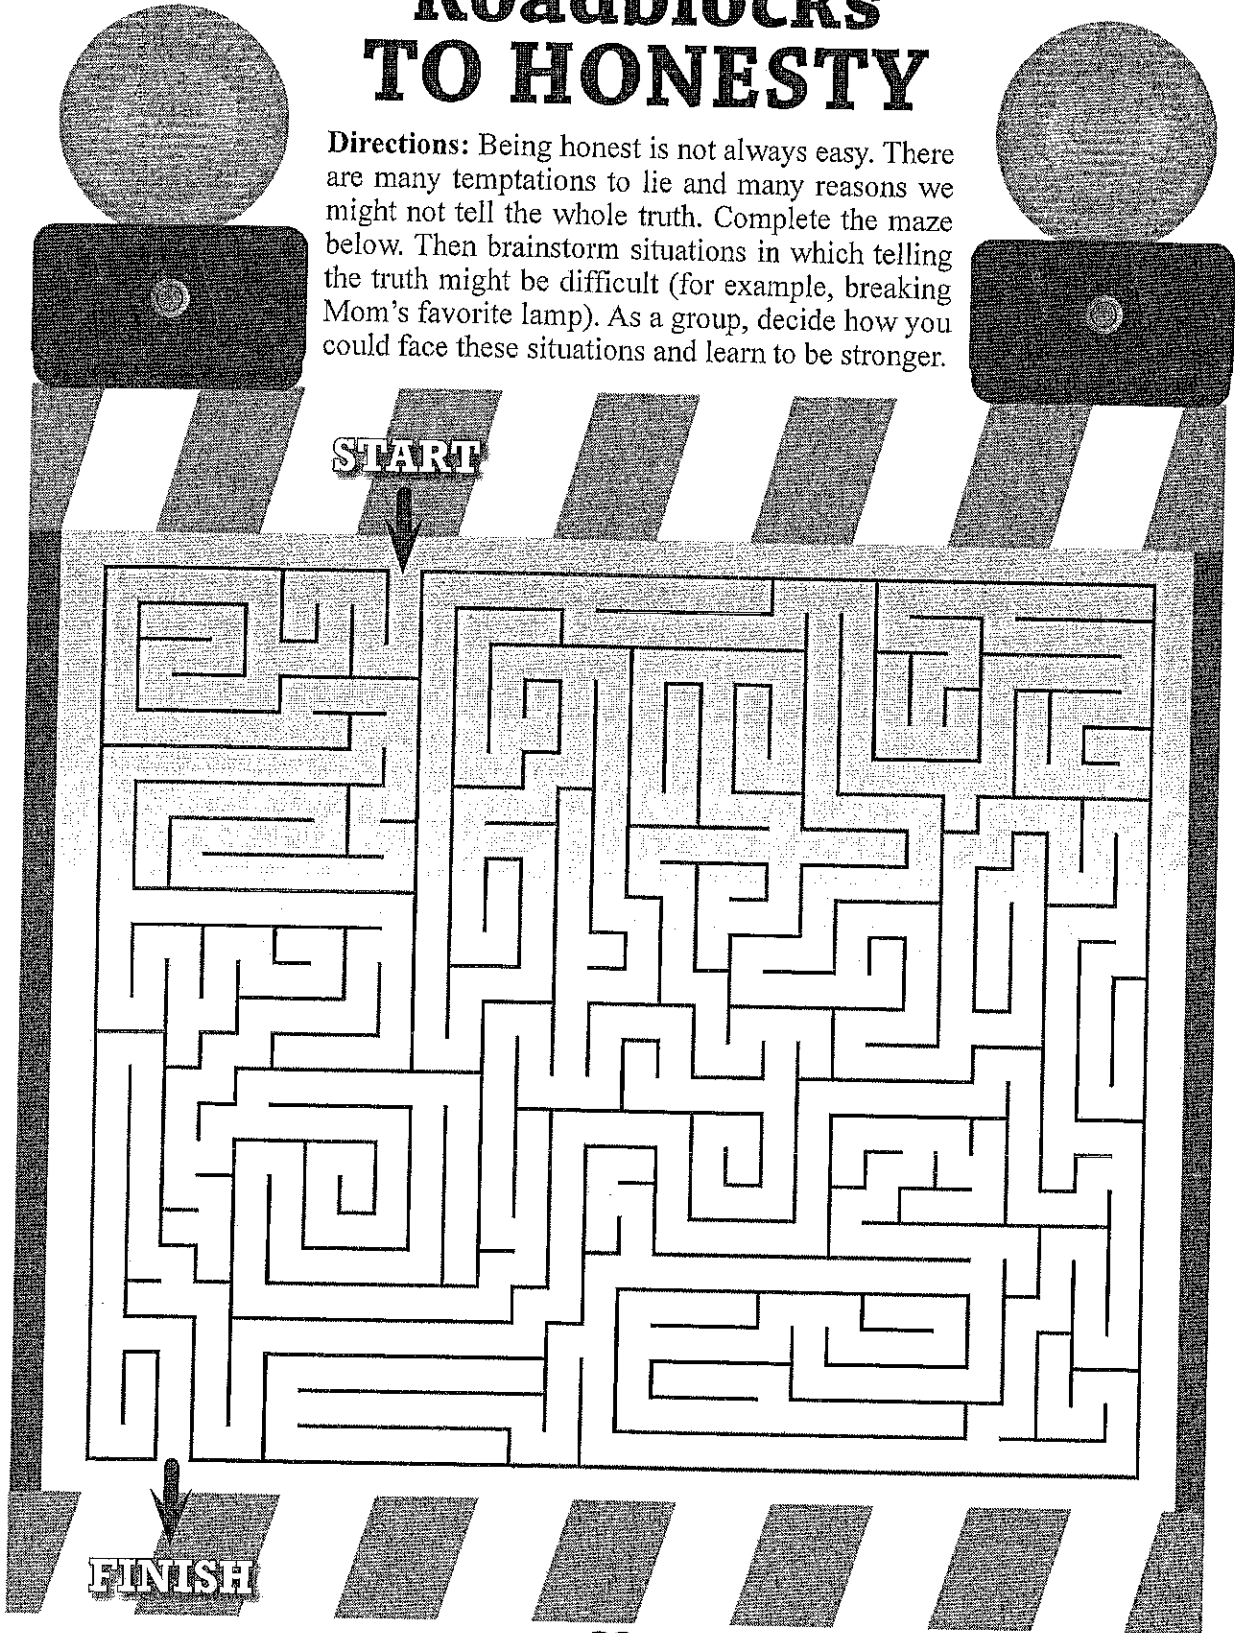 Roadblocks
TO HONESTY
Directions: Being honest is not always easy. There
are many temptations to lie and many reasons we
might not tell the whole truth. Complete the maze
below. Then brainstorm situations in which telling
the truth might be difficult (for example, breaking
Mom's favorite lamp). As a group, decide how you
could face these situations and learn to be stronger.
START
FINISH